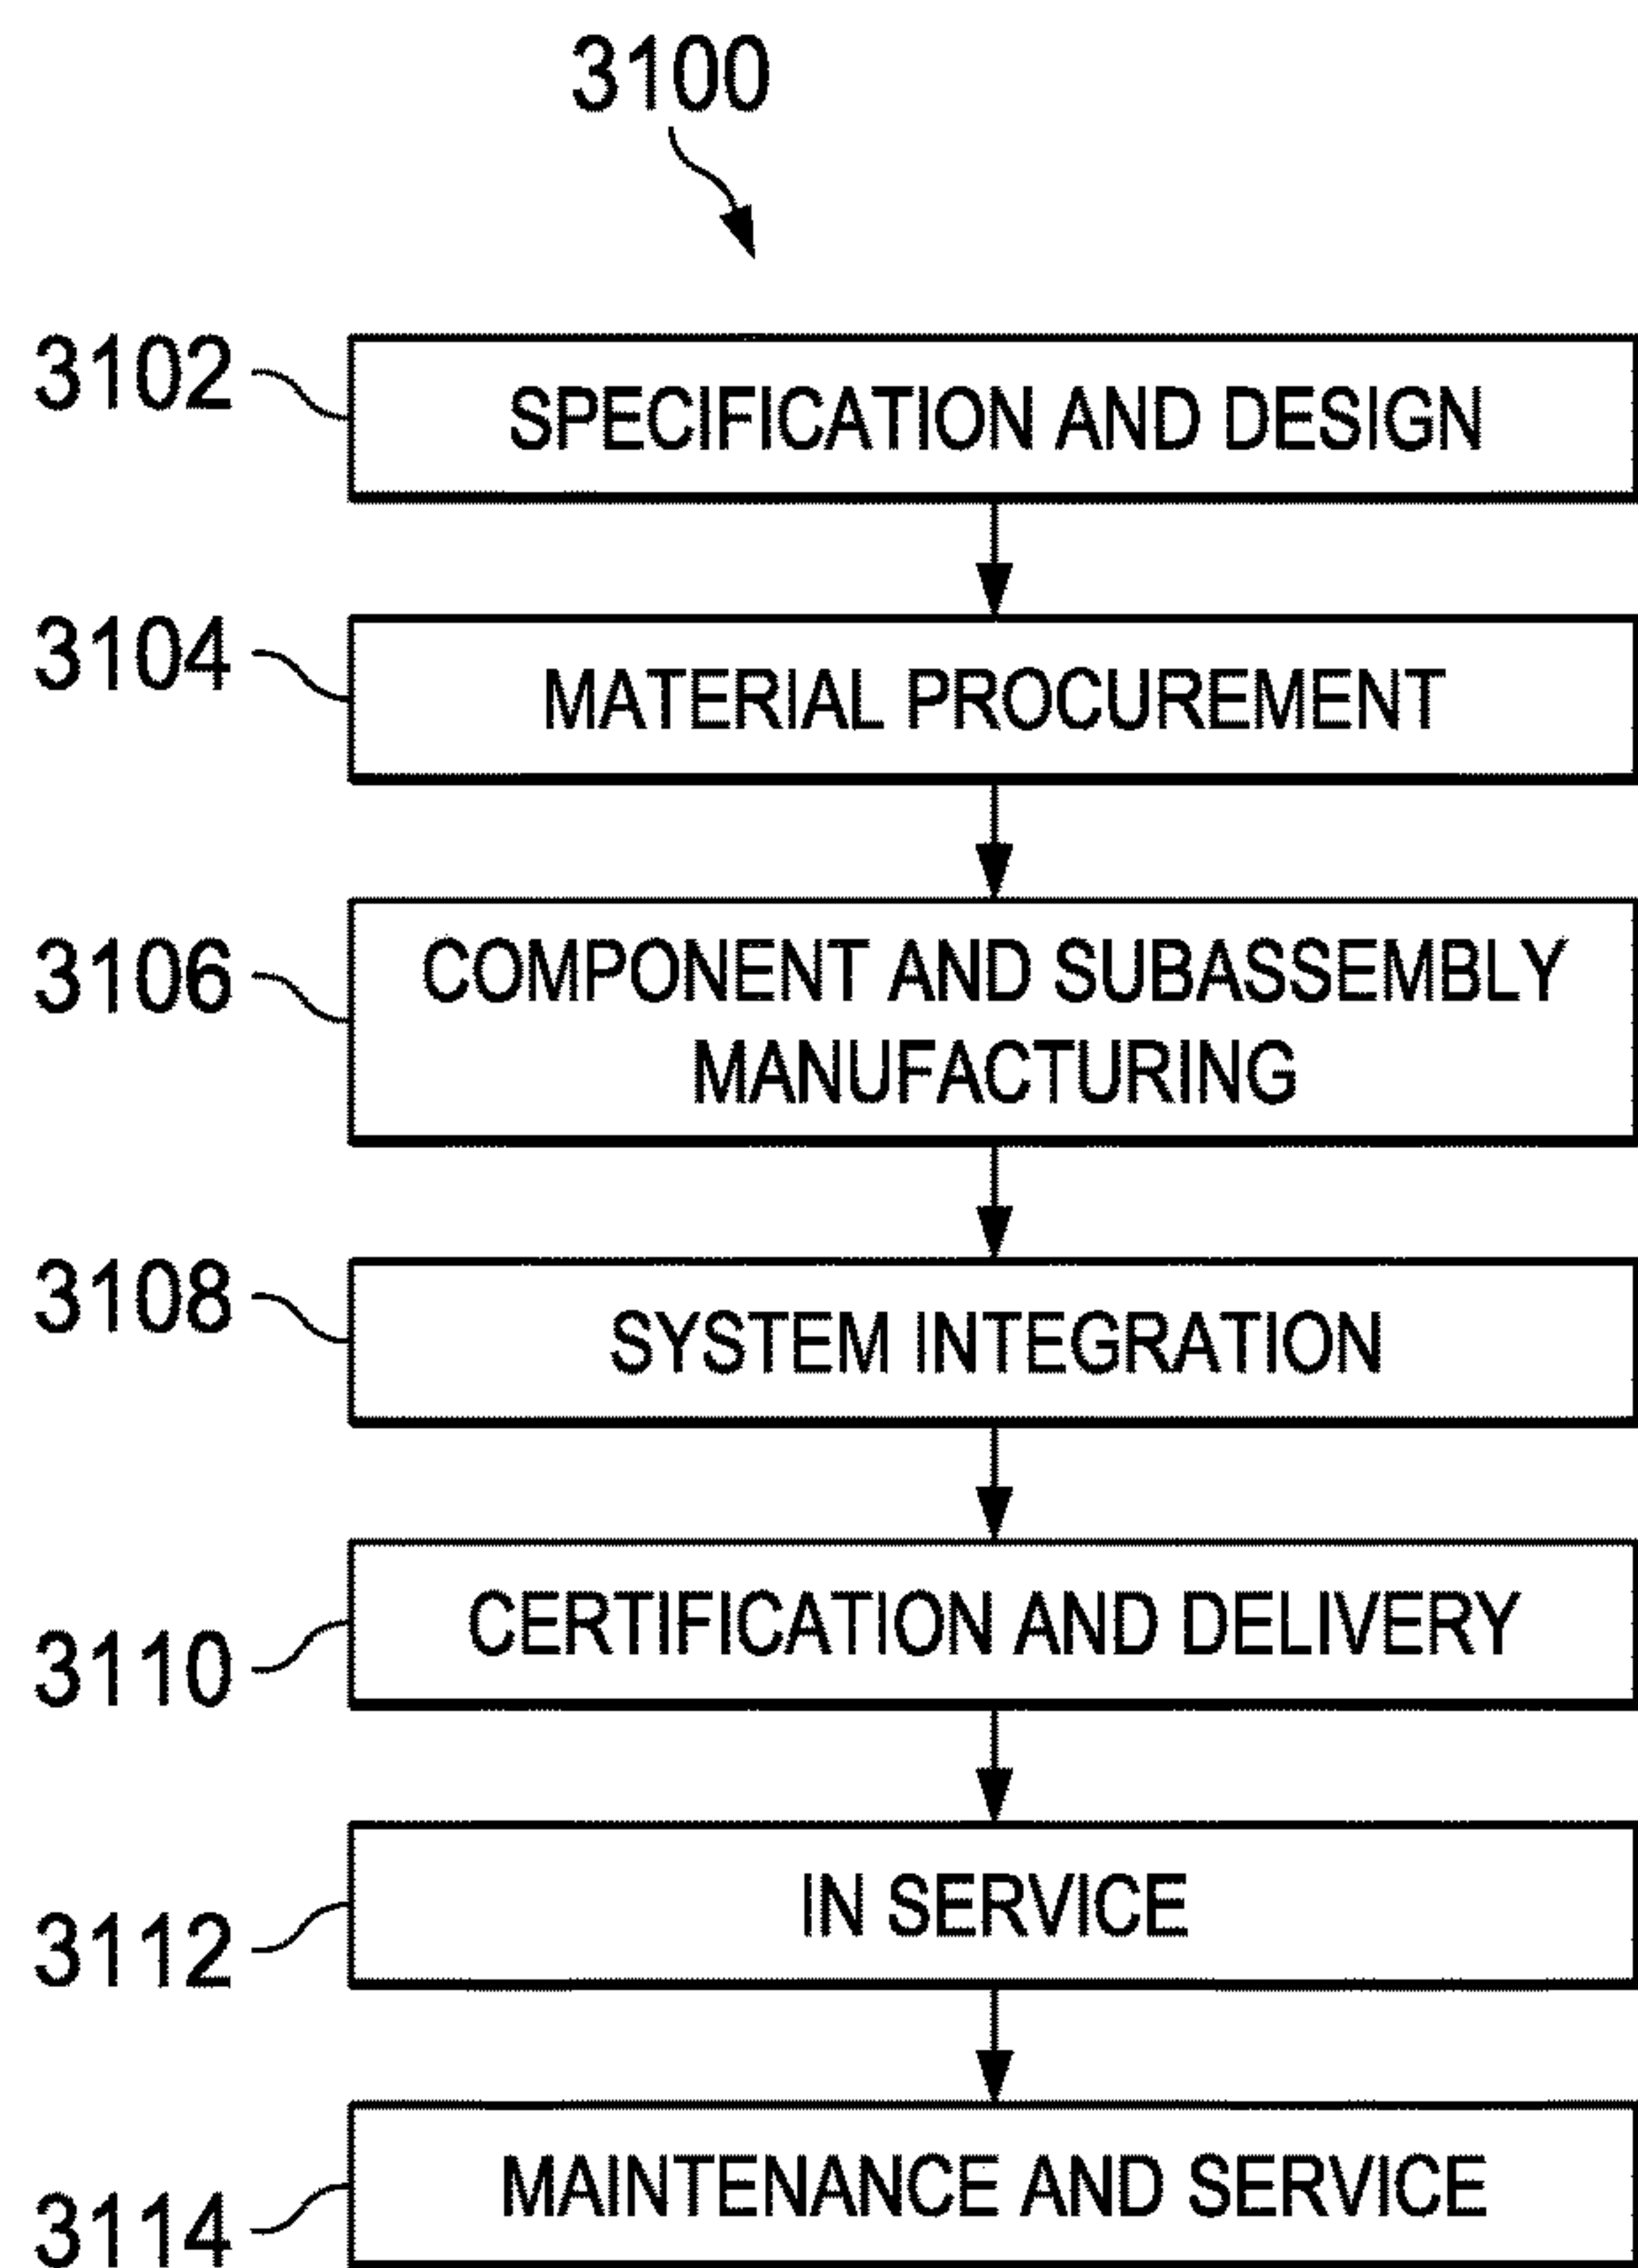 3100
3102
SPECIFICATION AND DESIGN
3104
MATERIAL PROCUREMENT
3106
COMPONENT AND SUBASSEMBLY
MANUFACTURING
3108
SYSTEM INTEGRATION
3110
CERTIFICATION AND DELIVERY
3112
IN SERVICE
3114
MAINTENANCE AND SERVICE